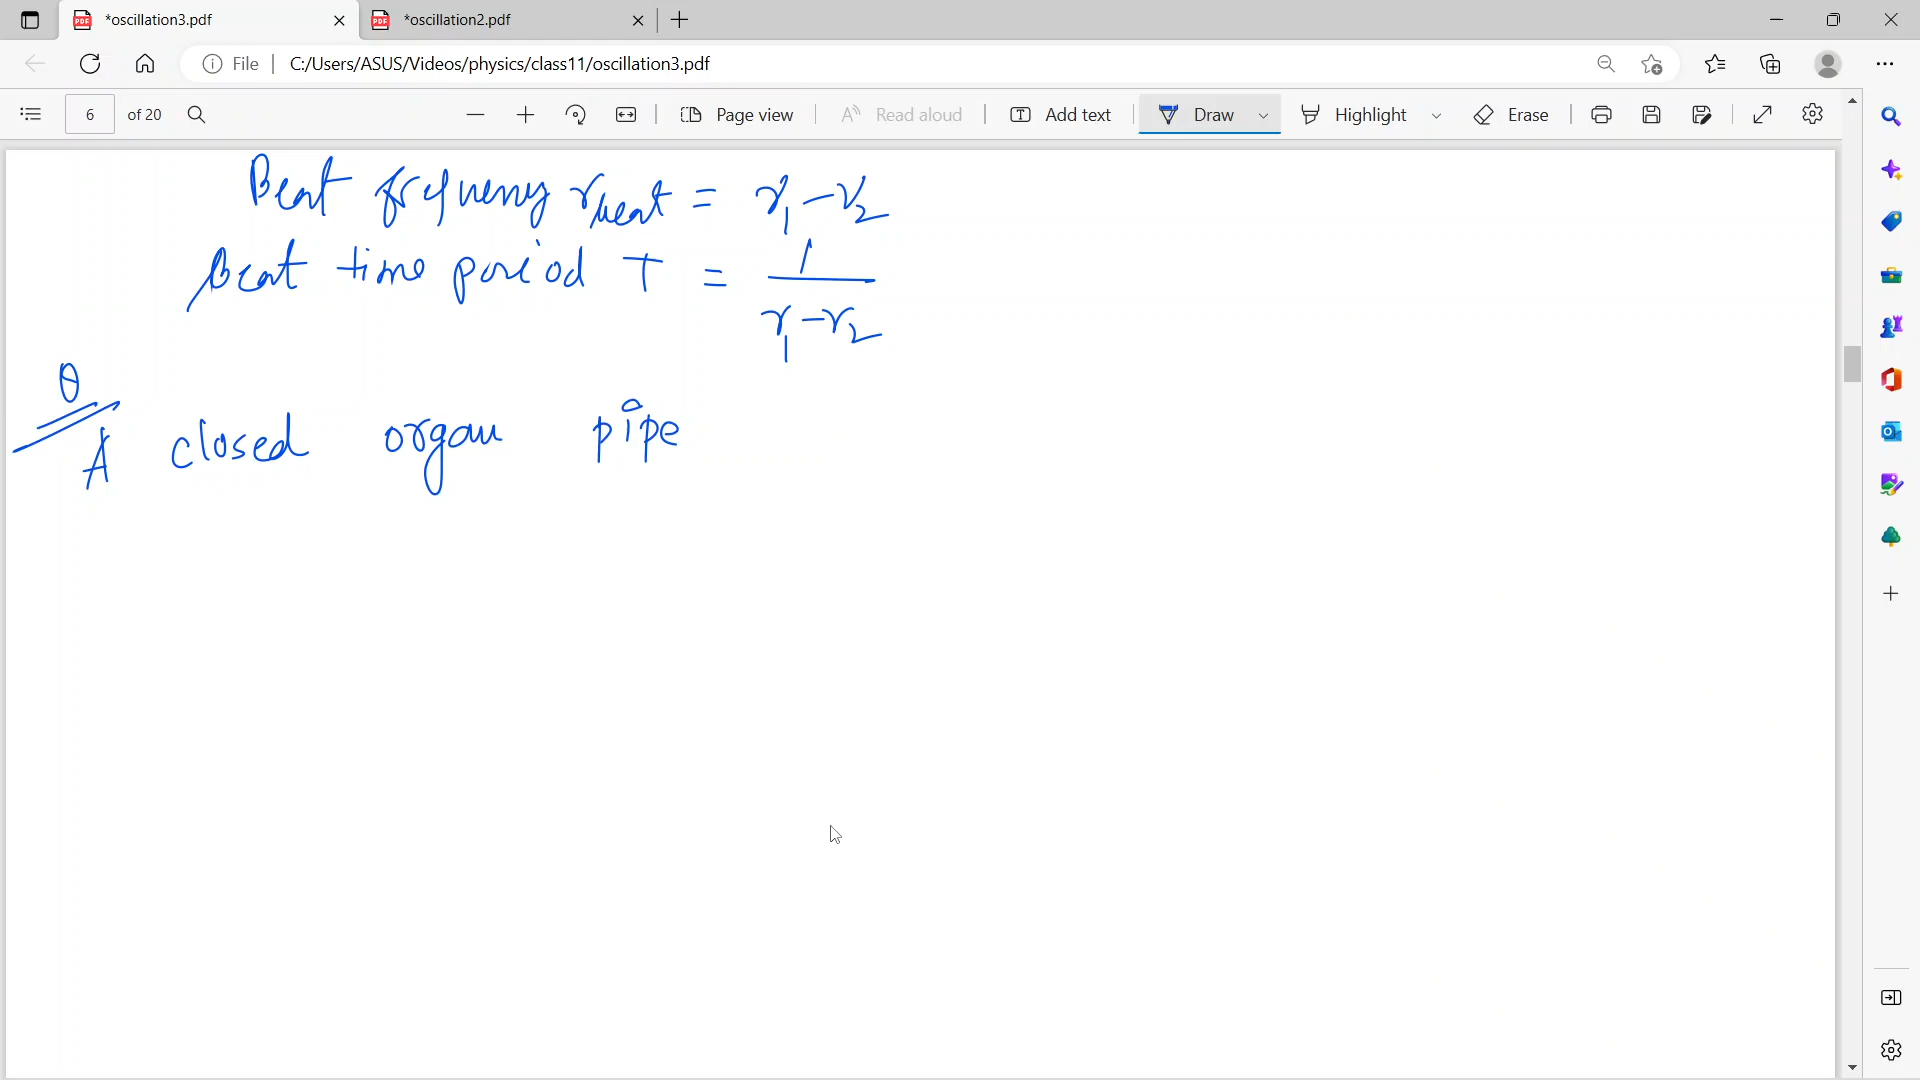 *oscillation3.pdf
*oscillation2.pdf
File | C:/Users/ASUS/Videos/physics/class11/oscillation3.pdf
6 of 20
Page view
Read aloud
Add text
Draw
Highlight
Erase
Beat frequency νbeat = ν1 − ν2
Beat time period T = 1 / (ν1 − ν2)
Q
A closed organ pipe